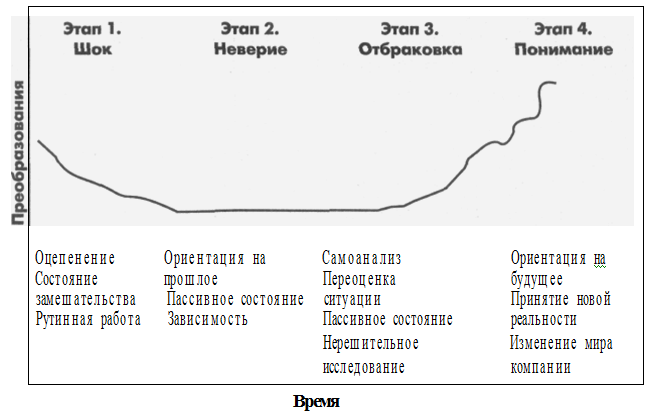 Этап 1.
Шок
Этап 2.
Неверие
Этап 3.
Отбраковка
Этап 4.
Понимание
Преобразования
Оцепенение
Состояние
замешательства
Рутинная работа
Ориентация на
прошлое
Пассивное состояние
Зависимость
Самоанализ
Переоценка
ситуации
Пассивное состояние
Нерешительное
исследование
Ориентация на
будущее
Принятие новой
реальности
Изменение мира
компании
Время